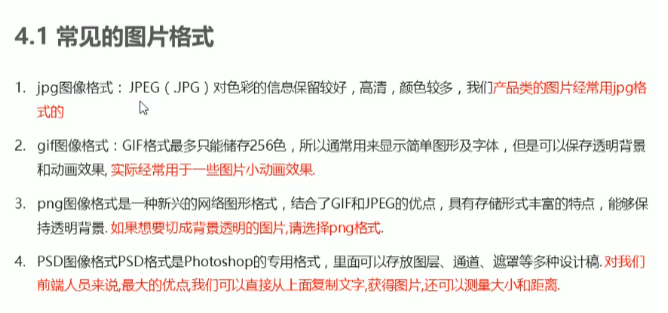 4.1 常见的图片格式
1. jpg图像格式：JPEG（.JPG）对色彩的信息保留较好，高清，颜色较多，我们产品类的图片经常用jpg格
式的
2. gif图像格式：GIF格式最多只能储存256色，所以通常用来显示简单图形及字体，但是可以保存透明背景
和动画效果, 实际经常用于一些图片小动画效果.
3. png图像格式是一种新兴的网络图形格式，结合了GIF和JPEG的优点，具有存储形式丰富的特点，能够保
持透明背景. 如果想要切成背景透明的图片,请选择png格式.
4. PSD图像格式PSD格式是Photoshop的专用格式，里面可以存放图层、通道、遮罩等多种设计稿. 对我们
前端人员来说,最大的优点,我们可以直接从上面复制文字,获得图片,还可以测量大小和距离.